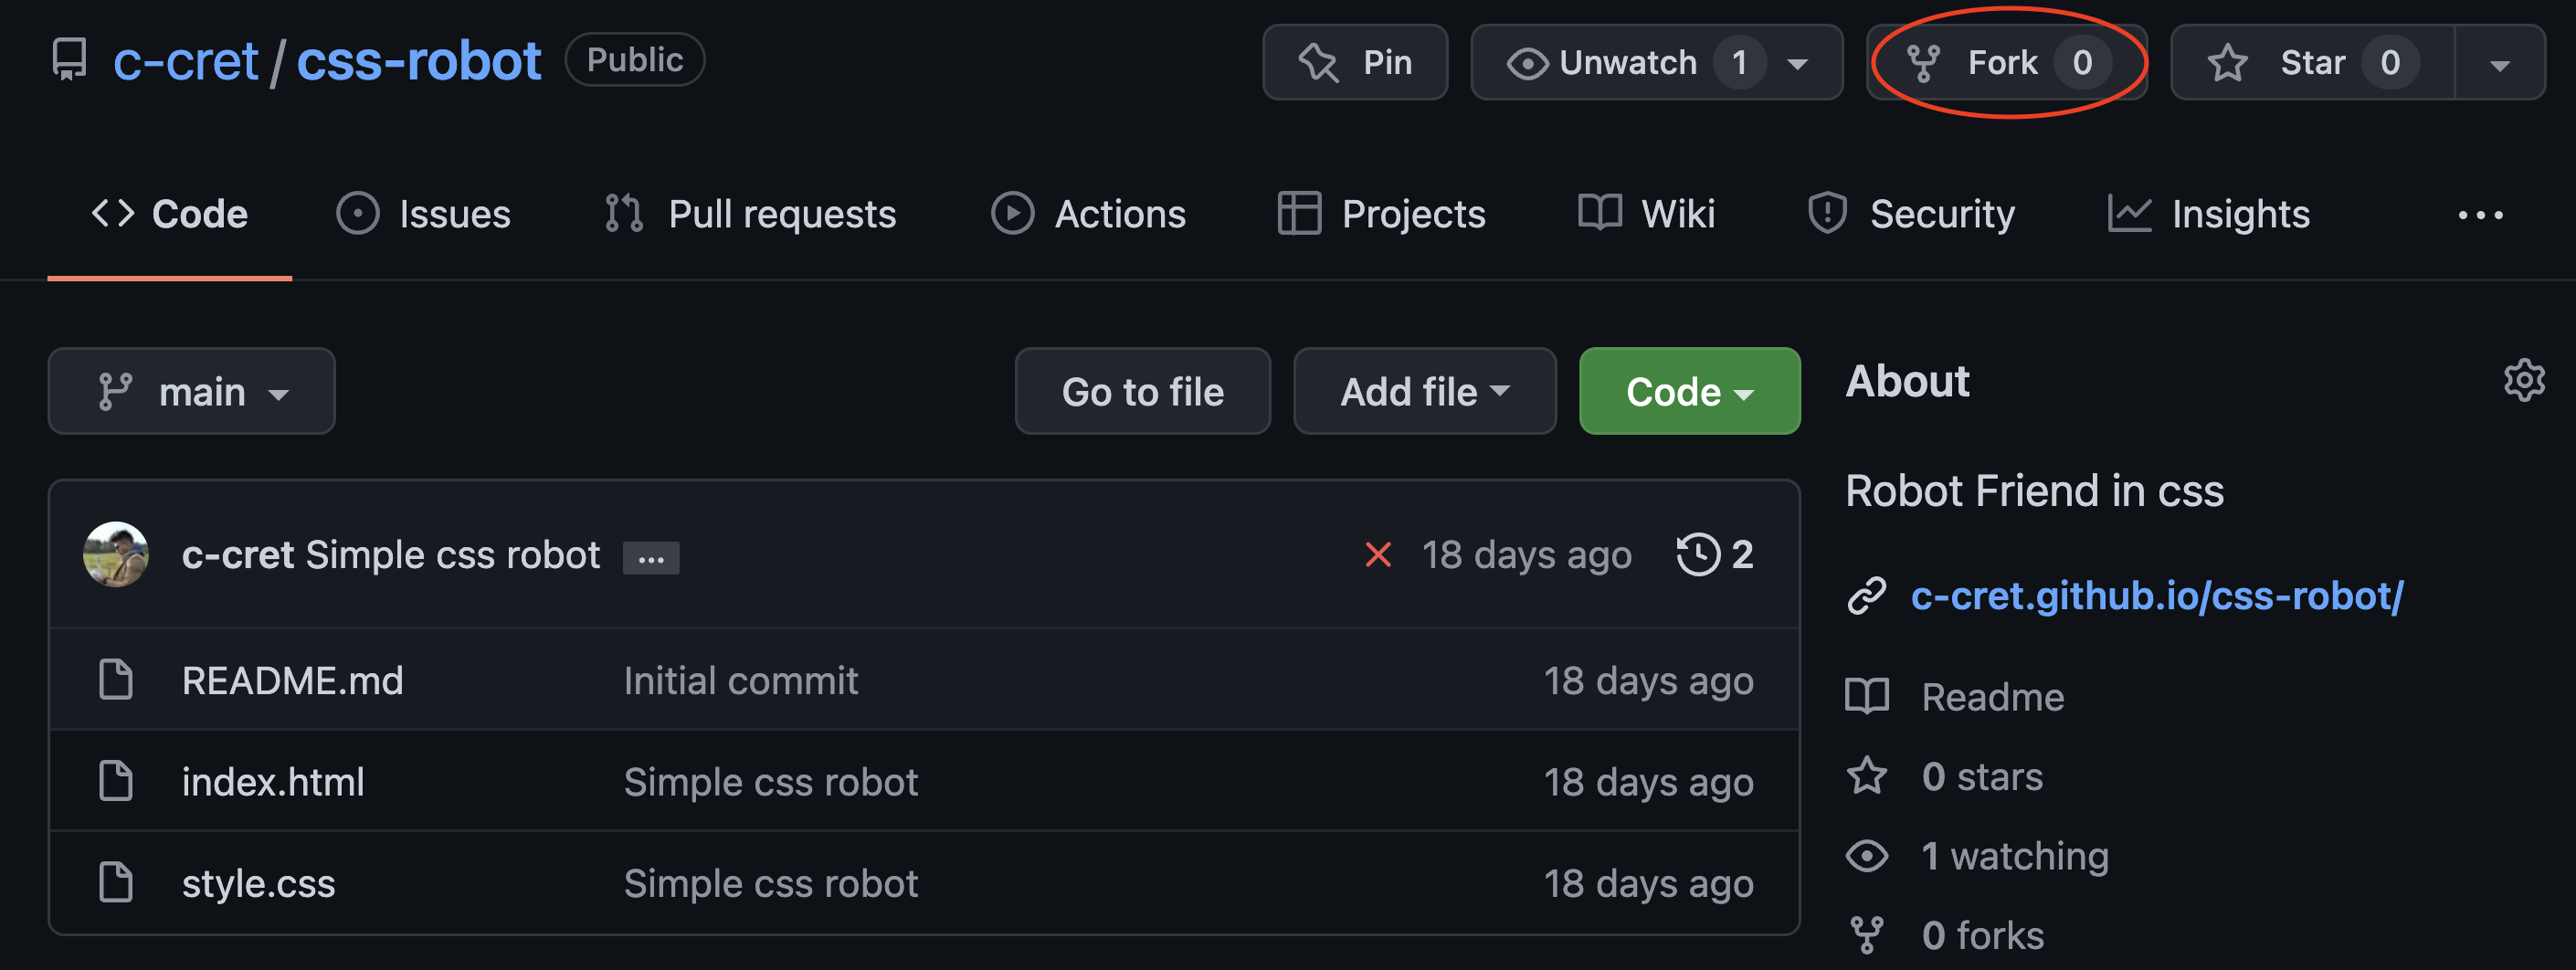 c-cret / css-robot Public Pin Unwatch 1 Fork 0 Star 0
Code Issues Pull requests Actions Projects Wiki Security Insights ...
main Go to file Add file Code
About
Robot Friend in css
c-cret.github.io/css-robot/
Readme
0 stars
1 watching
0 forks
c-cret Simple css robot ... 18 days ago 2
README.md Initial commit 18 days ago
index.html Simple css robot 18 days ago
style.css Simple css robot 18 days ago